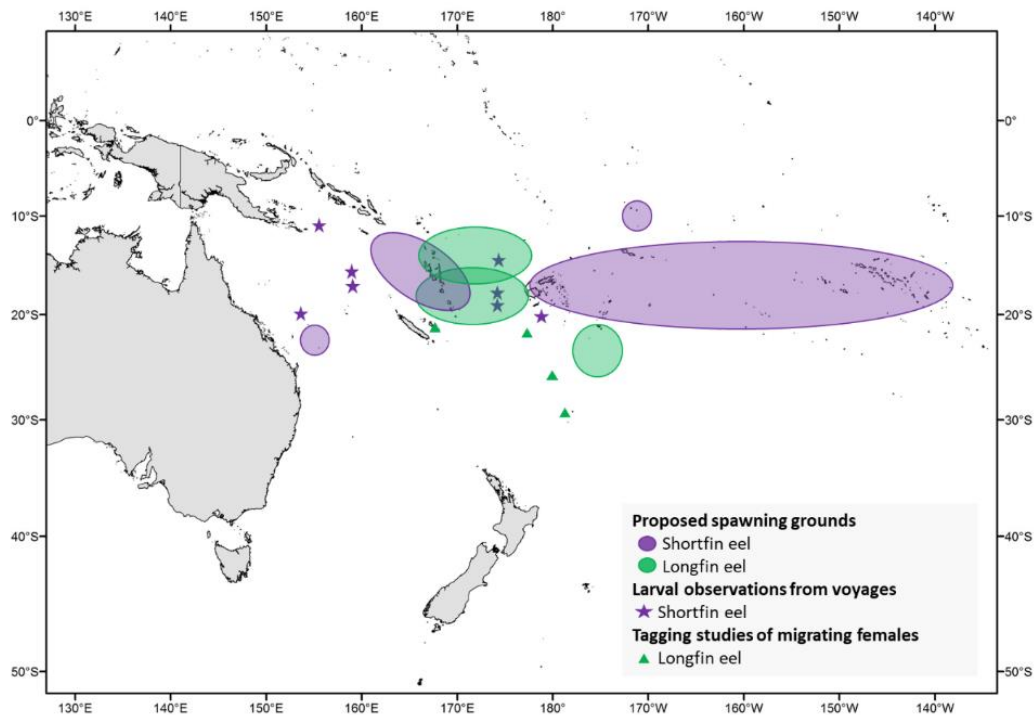 130°E 140°E 150°E 160°E 170°E 180° 170°W 160°W 150°W 140°W
0° 0°
10°S 10°S
20°S 20°S
30°S 30°S
40°S 40°S
50°S 50°S
Proposed spawning grounds
Shortfin eel
Longfin eel
Larval observations from voyages
Shortfin eel
Tagging studies of migrating females
Longfin eel
130°E 140°E 150°E 160°E 170°E 180° 170°W 160°W 150°W 140°W